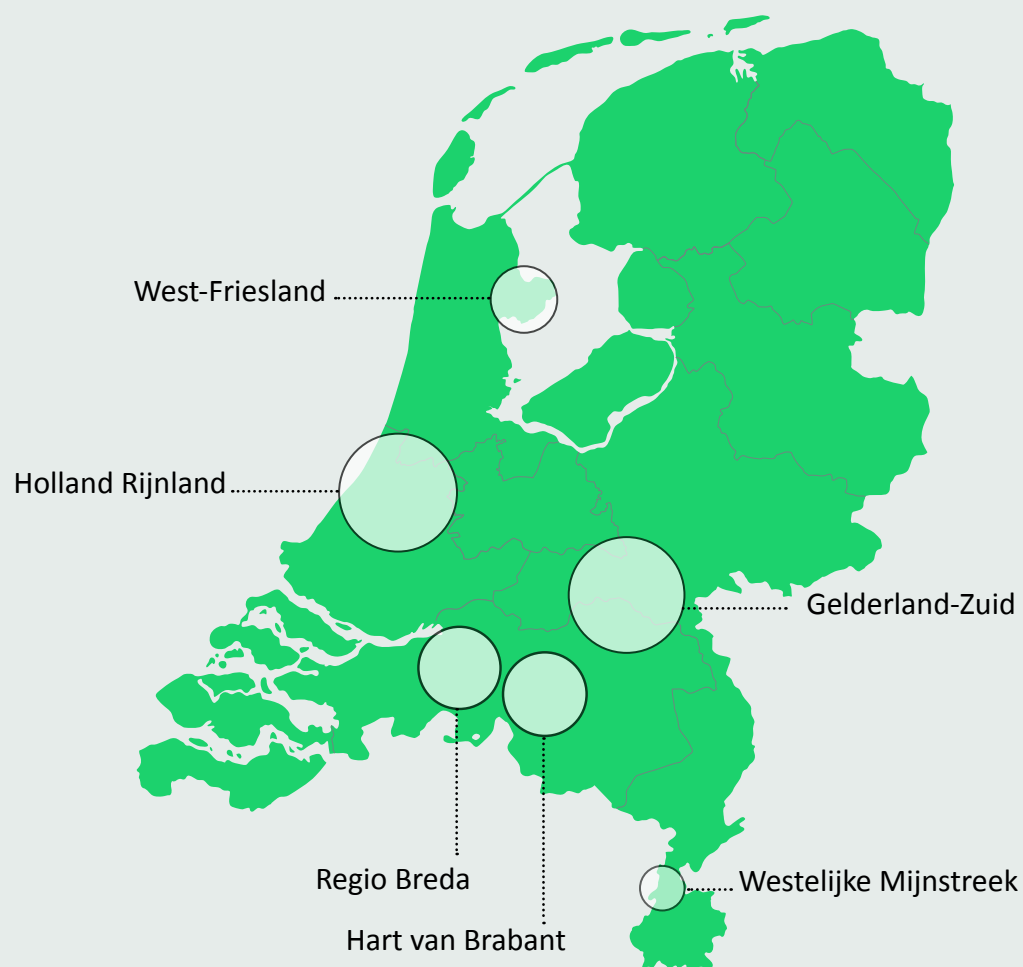 West-Friesland
Holland Rijnland
Gelderland-Zuid
Regio Breda
Westelijke Mijnstreek
Hart van Brabant